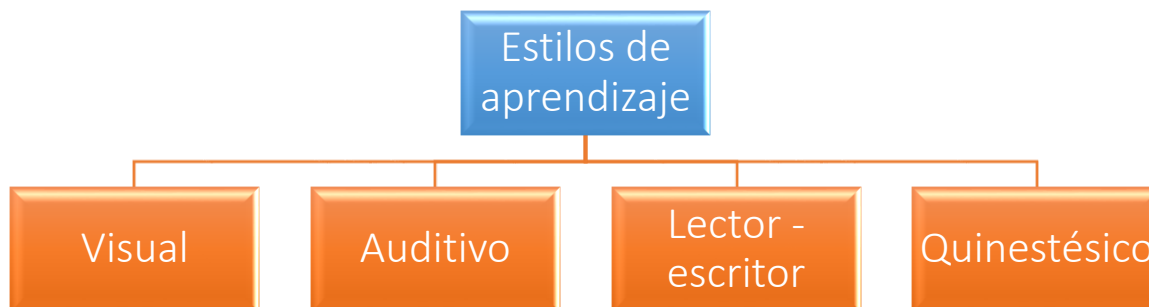 Estilos de
aprendizaje
Visual
Auditivo
Lector -
escritor
Quinestésico